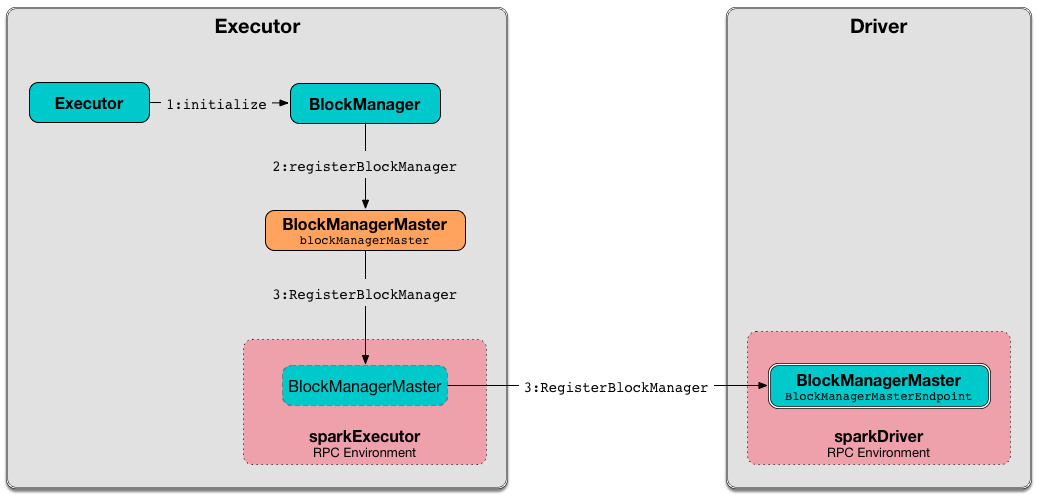 Executor
Driver
Executor
1:initialize
BlockManager
2:registerBlockManager
BlockManagerMaster
blockManagerMaster
3:RegisterBlockManager
BlockManagerMaster
3:RegisterBlockManager
BlockManagerMaster
BlockManagerMasterEndpoint
sparkExecutor
RPC Environment
sparkDriver
RPC Environment